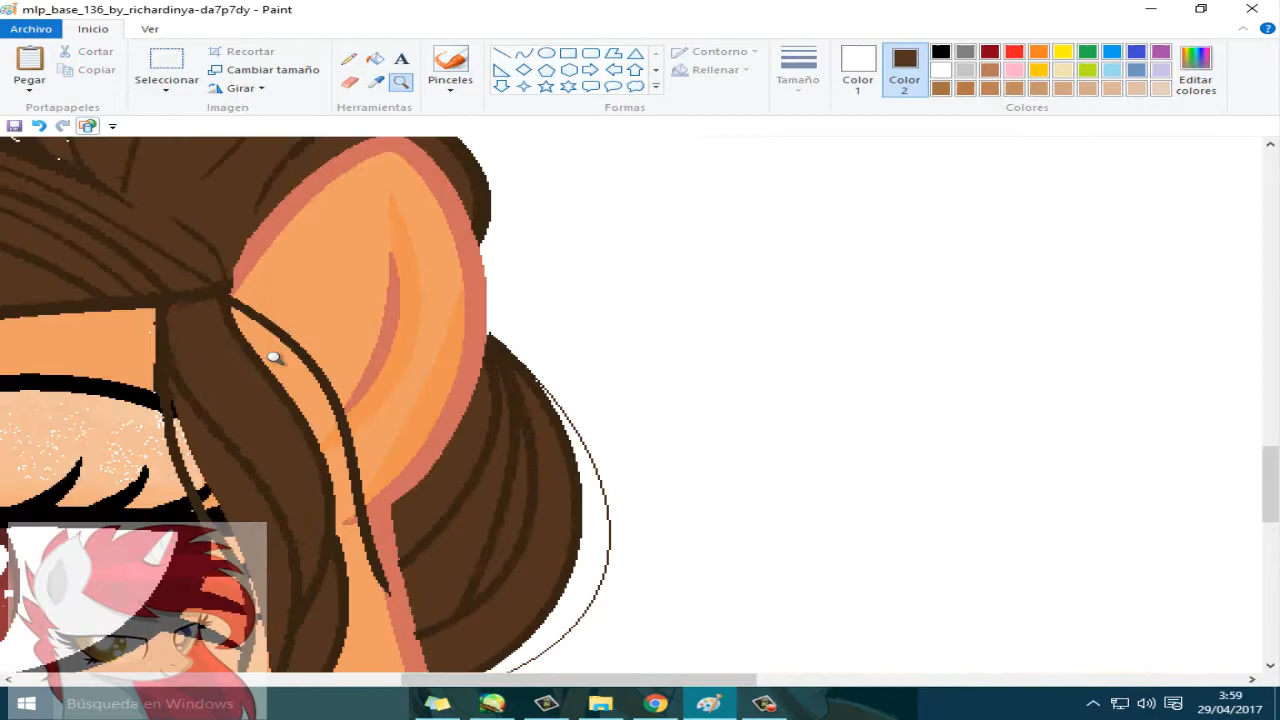 mlp_base_136_by_richardinya-da7p7dy - Paint
Archivo Inicio Ver
Pegar
Cortar
Copiar
Portapapeles
Seleccionar
Recortar
Cambiar tamaño
Girar
Imagen
A
Herramientas
Pinceles
Contorno
Rellenar
Formas
Tamaño
Color
1
Color
2
Editar
colores
Colores
Búsqueda en Windows
3:59
29/04/2017